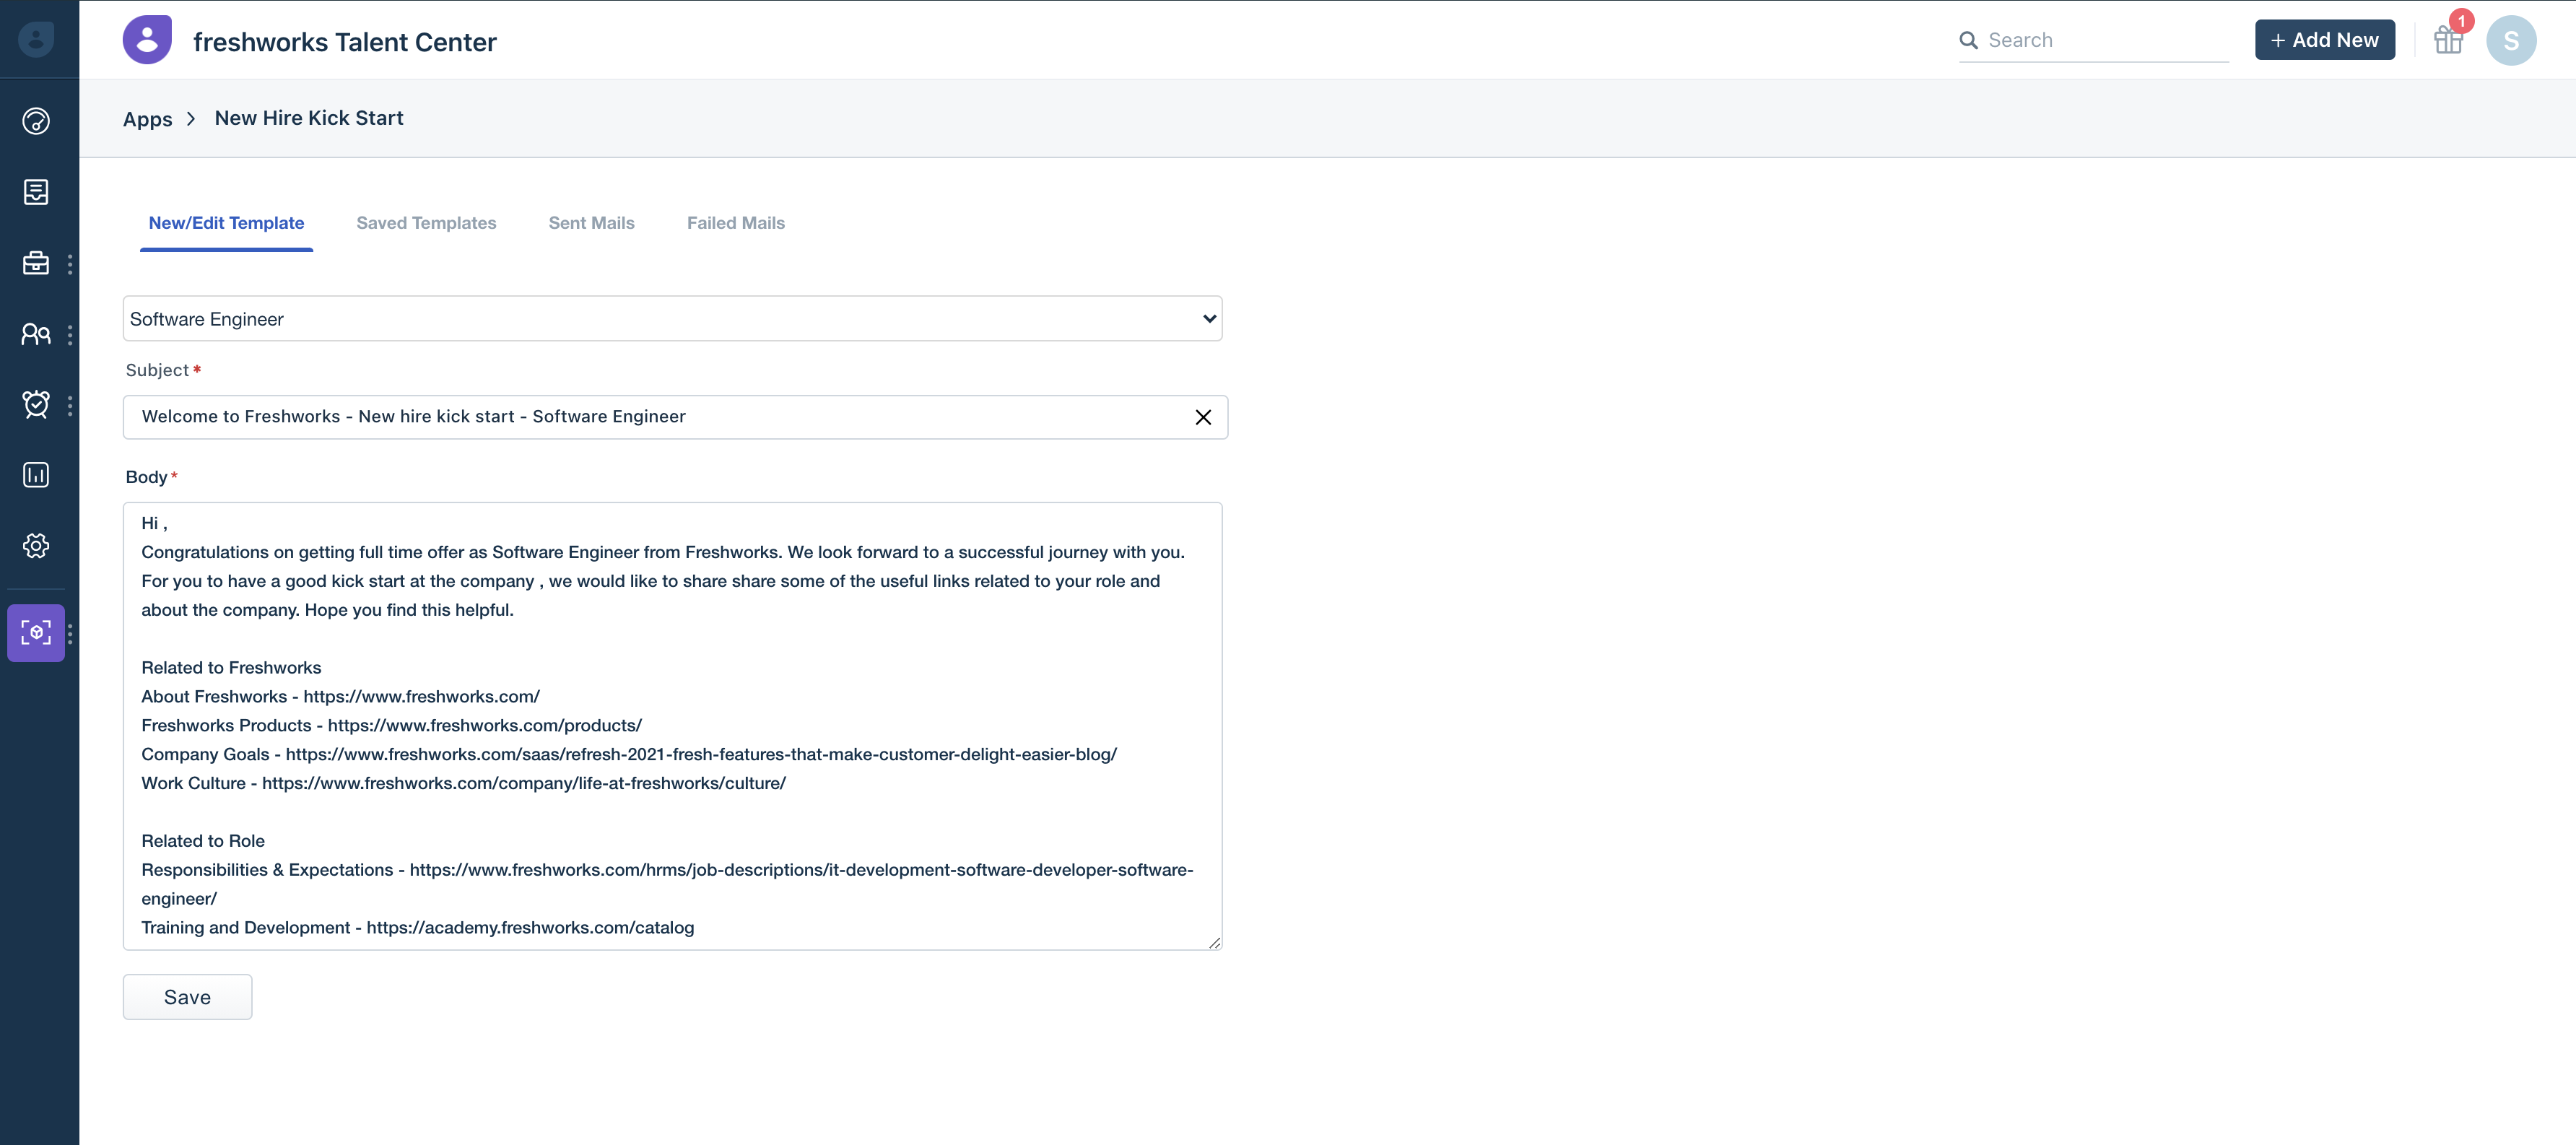 freshworks Talent Center
Search
+ Add New
1
S
Apps > New Hire Kick Start
New/Edit Template Saved Templates Sent Mails Failed Mails
Software Engineer
Subject *
Welcome to Freshworks - New hire kick start - Software Engineer
Body *
Hi ,
Congratulations on getting full time offer as Software Engineer from Freshworks. We look forward to a successful journey with you.
For you to have a good kick start at the company , we would like to share share some of the useful links related to your role and
about the company. Hope you find this helpful.
Related to Freshworks
About Freshworks - https://www.freshworks.com/
Freshworks Products - https://www.freshworks.com/products/
Company Goals - https://www.freshworks.com/saas/refresh-2021-fresh-features-that-make-customer-delight-easier-blog/
Work Culture - https://www.freshworks.com/company/life-at-freshworks/culture/
Related to Role
Responsibilities & Expectations - https://www.freshworks.com/hrms/job-descriptions/it-development-software-developer-software-
engineer/
Training and Development - https://academy.freshworks.com/catalog
Save